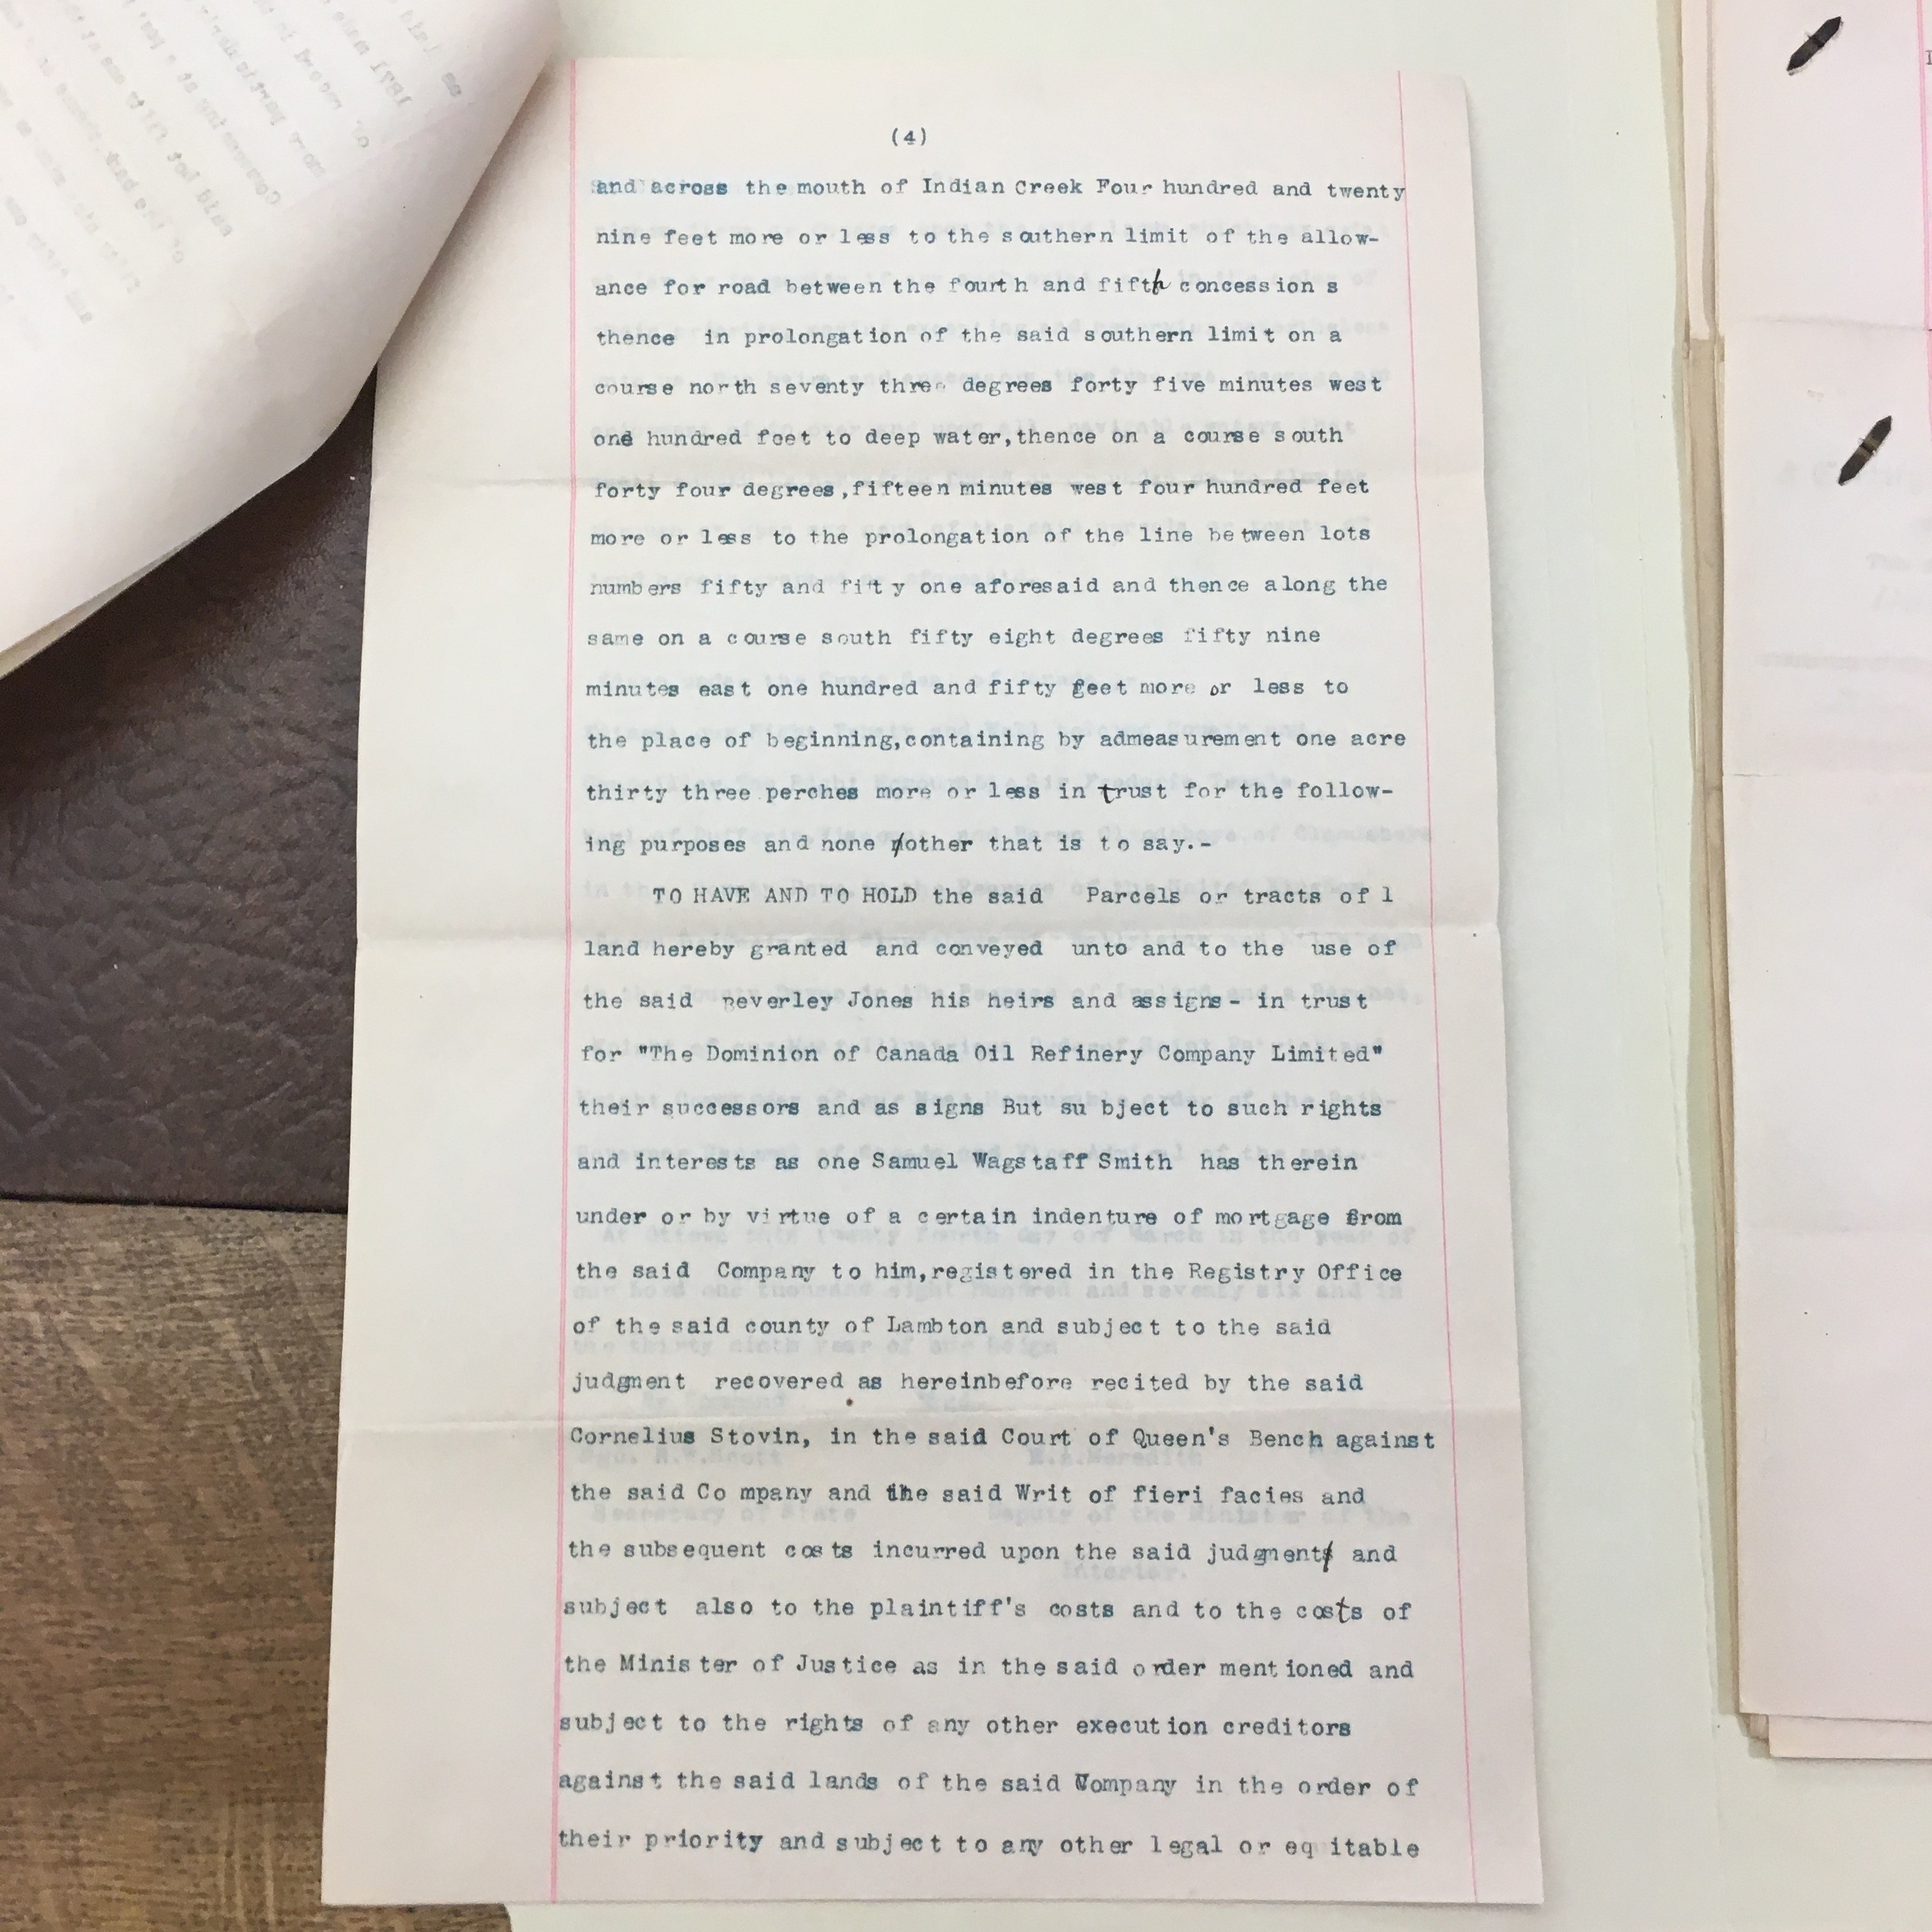 (4)
and across the mouth of Indian Creek Four hundred and twenty
nine feet more or less to the southern limit of the allow-
ance for road between the fourth and fifth concession s
thence in prolongation of the said southern limit on a
course north seventy three degrees forty five minutes west
one hundred feet to deep water,thence on a course south
forty four degrees,fifteen minutes west four hundred feet
more or less to the prolongation of the line between lots
numbers fifty and fifty one aforesaid and thence along the
same on a course south fifty eight degrees fifty nine
minutes east one hundred and fifty feet more or less to
the place of beginning,containing by admeasurement one acre
thirty three perches more or less in trust for the follow-
ing purposes and none other that is to say.-
TO HAVE AND TO HOLD the said Parcels or tracts of l
land hereby granted and conveyed unto and to the use of
the said Beverley Jones his heirs and assigns- in trust
for "The Dominion of Canada Oil Refinery Company Limited"
their successors and as signs But su bject to such rights
and interests as one Samuel Wagstaff Smith has therein
under or by virtue of a certain indenture of mortgage from
the said Company to him,registered in the Registry Office
of the said county of Lambton and subject to the said
judgment recovered as hereinbefore recited by the said
Cornelius Stovin, in the said Court of Queen's Bench against
the said Co mpany and the said Writ of fieri facies and
the subsequent costs incurred upon the said judgment and
subject also to the plaintiff's costs and to the costs of
the Minister of Justice as in the said order mentioned and
subject to the rights of any other execution creditors
against the said lands of the said Company in the order of
their priority and subject to any other legal or eq itable